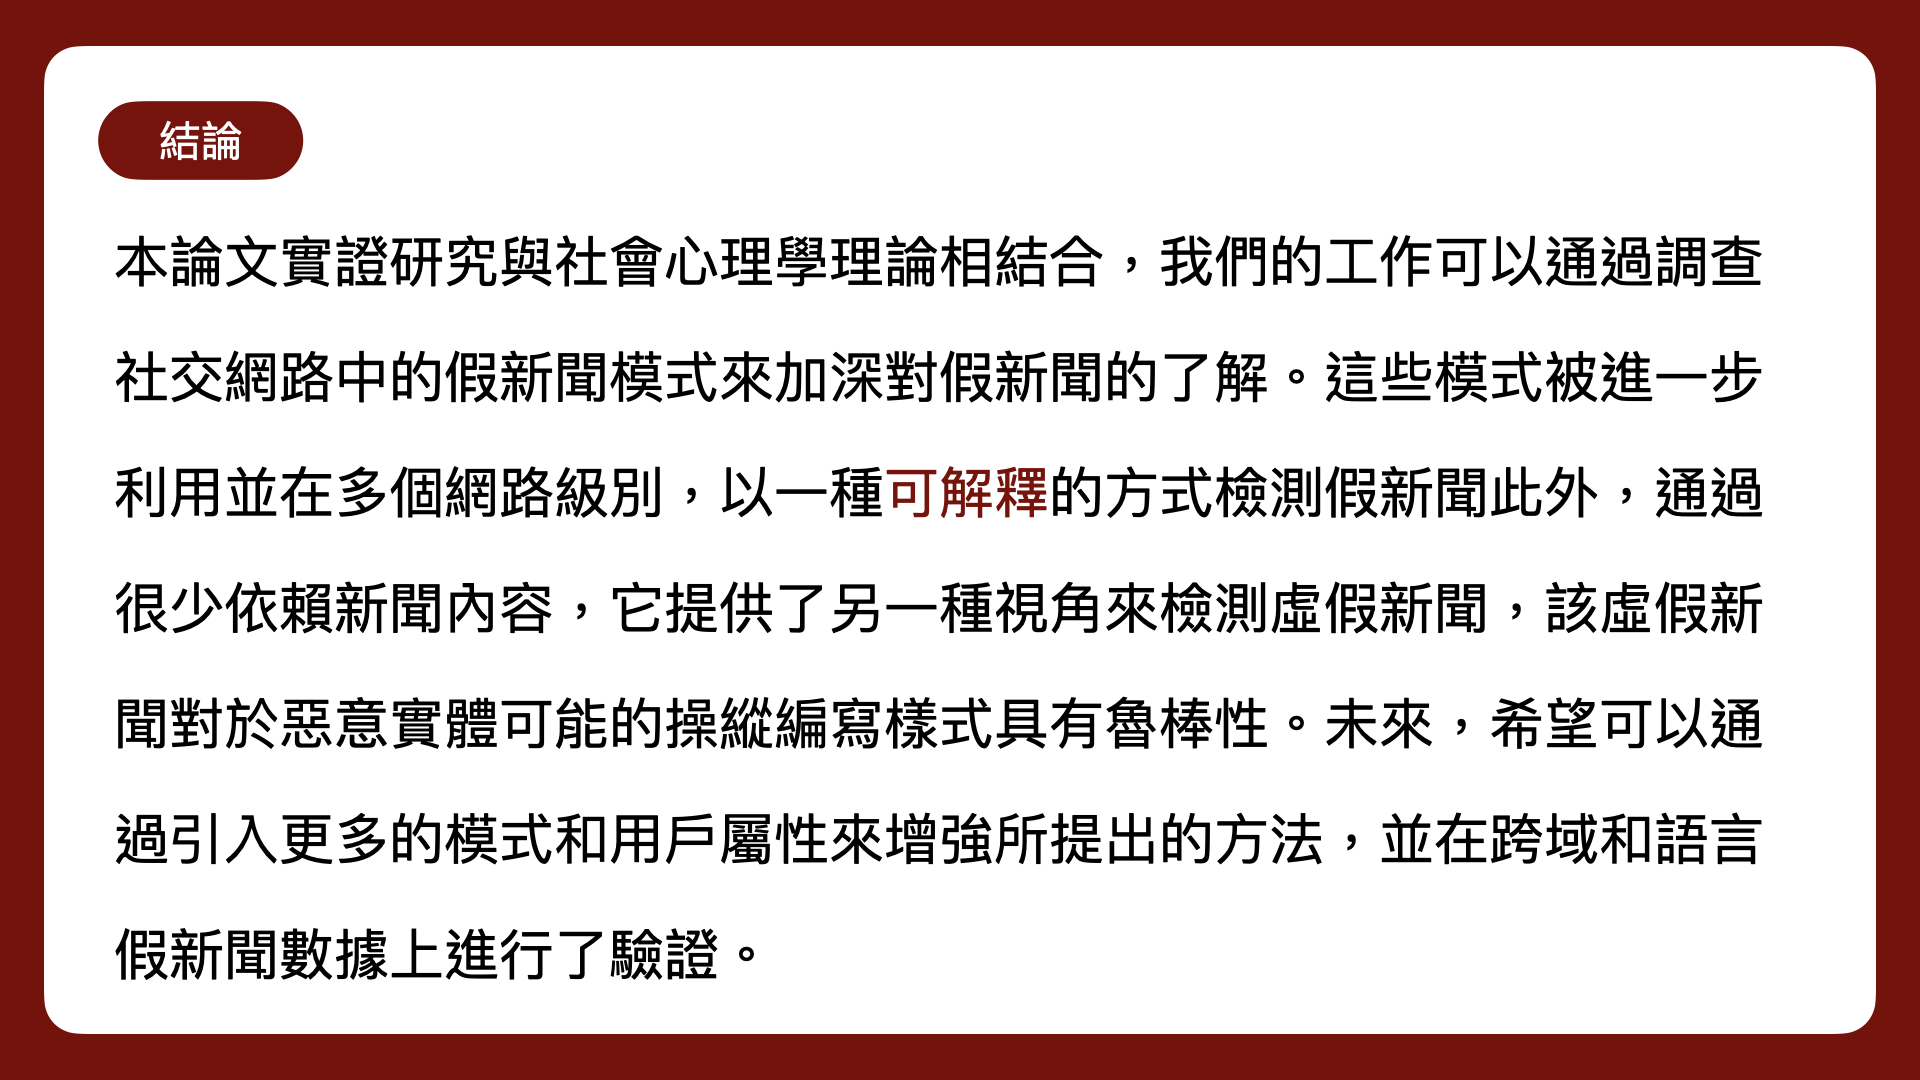 結論
本論文實證研究與社會心理學理論相結合，我們的工作可以通過調查
社交網路中的假新聞模式來加深對假新聞的了解。這些模式被進一步
利用並在多個網路級別，以一種可解釋的方式檢測假新聞此外，通過
很少依賴新聞內容，它提供了另一種視角來檢測虛假新聞，該虛假新
聞對於惡意實體可能的操縱編寫樣式具有魯棒性。未來，希望可以通
過引入更多的模式和用戶屬性來增強所提出的方法，並在跨域和語言
假新聞數據上進行了驗證。